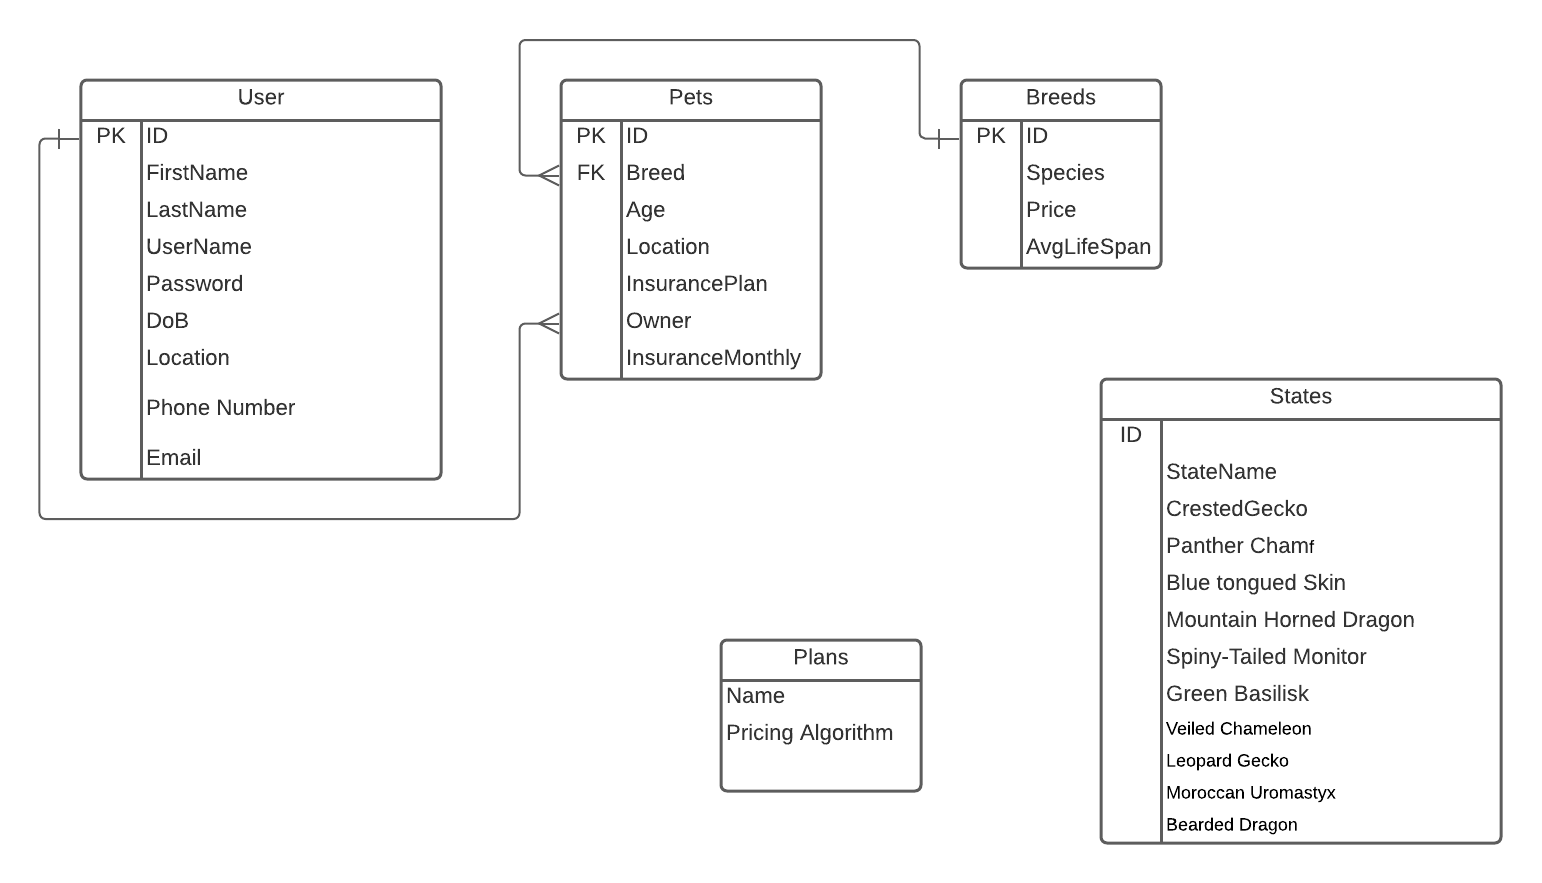 User
PK ID
FirstName
LastName
UserName
Password
DoB
Location
Phone Number
Email
Pets
PK ID
FK Breed
Age
Location
InsurancePlan
Owner
InsuranceMonthly
Breeds
PK ID
Species
Price
AvgLifeSpan
States
ID
StateName
CrestedGecko
Panther Chamf
Blue tongued Skin
Mountain Horned Dragon
Spiny-Tailed Monitor
Green Basilisk
Veiled Chameleon
Leopard Gecko
Moroccan Uromastyx
Bearded Dragon
Plans
Name
Pricing Algorithm